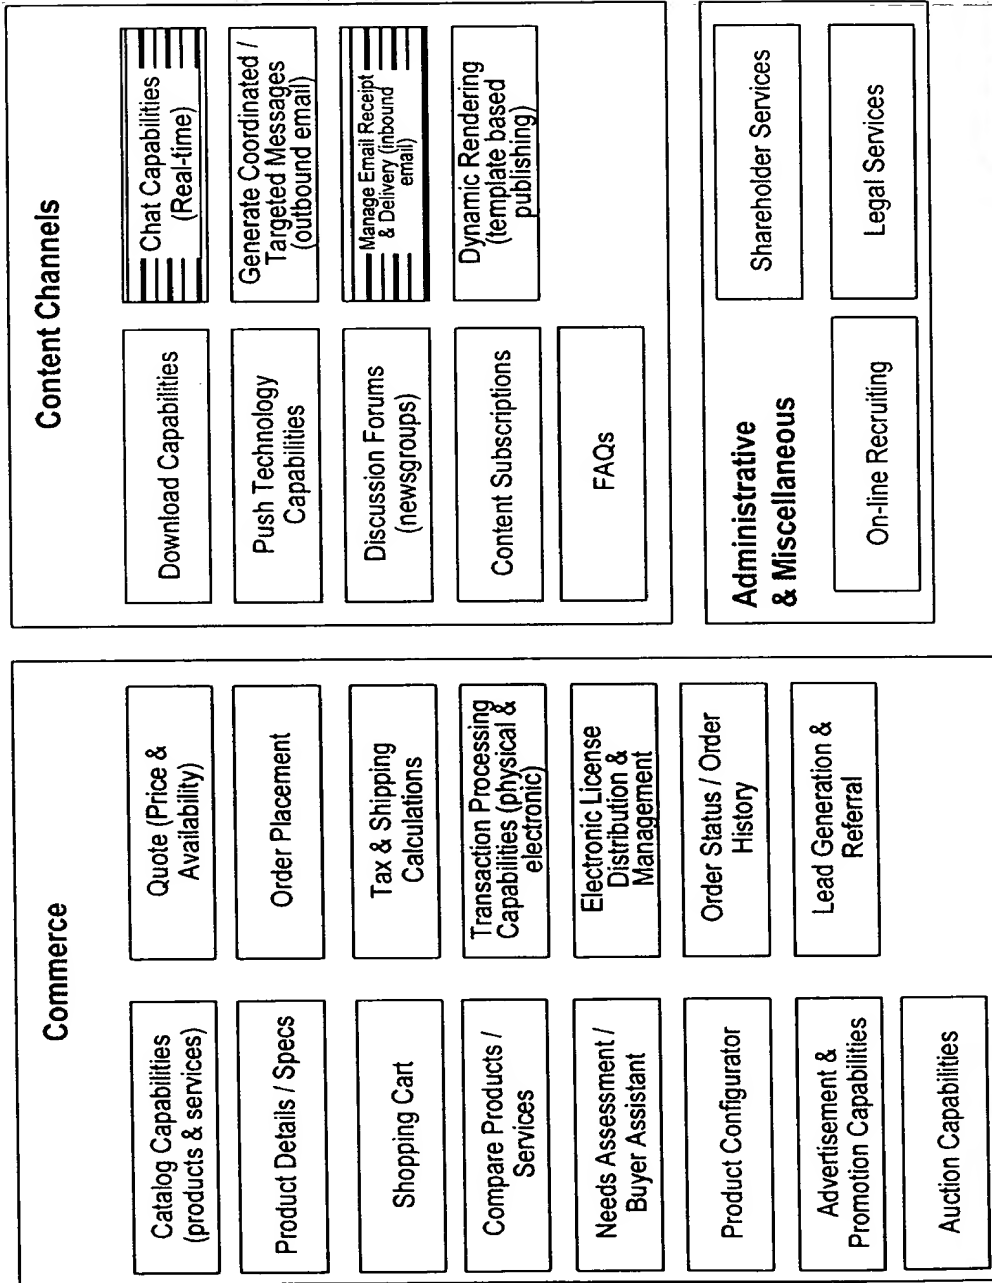 Commerce
Catalog Capabilities
(products & services)
Product Details / Specs
Shopping Cart
Compare Products /
Services
Needs Assessment /
Buyer Assistant
Product Configurator
Advertisement &
Promotion Capabilities
Auction Capabilities
Quote (Price &
Availability)
Order Placement
Tax & Shipping
Calculations
Transaction Processing
Capabilities (physical &
electronic)
Electronic License
Distribution &
Management
Order Status / Order
History
Lead Generation &
Referral
Content Channels
Download Capabilities
Push Technology
Capabilities
Discussion Forums
(newsgroups)
Content Subscriptions
FAQs
Chat Capabilities
(Real-time)
Generate Coordinated /
Targeted Messages
(outbound email)
Manage Email Receipt
& Delivery (inbound
email)
Dynamic Rendering
(template based
publishing)
Administrative
& Miscellaneous
On-line Recruiting
Shareholder Services
Legal Services